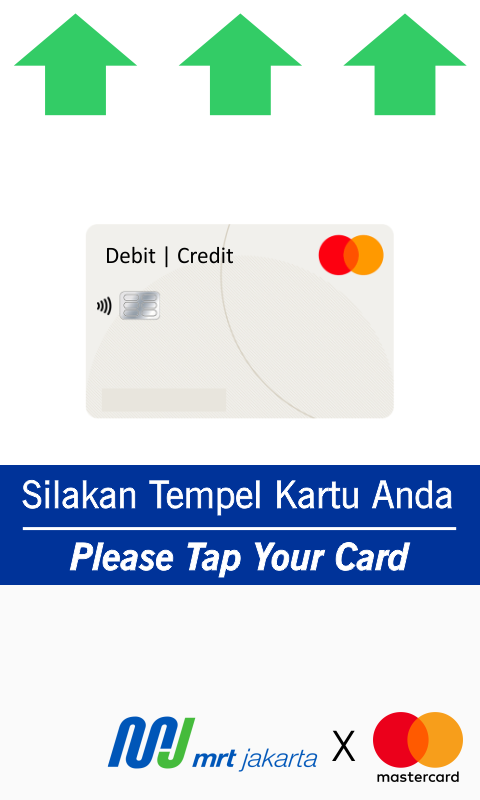 Debit | Credit
Silakan Tempel Kartu Anda
Please Tap Your Card
mrt jakarta X
mastercard